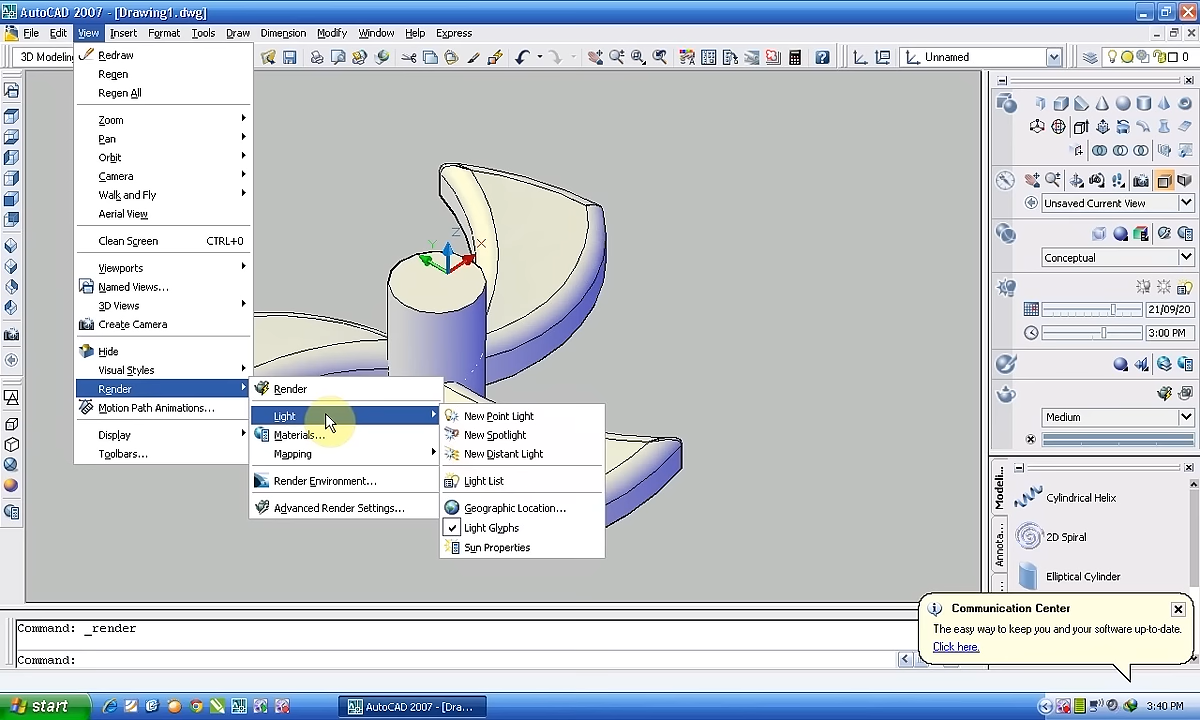 AutoCAD 2007 - [Drawing1.dwg]
File Edit View Insert Format Tools Draw Dimension Modify Window Help Express
3D Modeling
Unnamed
0
Redraw
Regen
Regen All
Zoom
Pan
Orbit
Camera
Walk and Fly
Aerial View
Clean Screen CTRL+0
Viewports
Named Views...
3D Views
Create Camera
Hide
Visual Styles
Render
Motion Path Animations...
Display
Toolbars...
Render
Light
Materials...
Mapping
Render Environment...
Advanced Render Settings...
New Point Light
New Spotlight
New Distant Light
Light List
Geographic Location...
Light Glyphs
Sun Properties
Z
Y X
Unsaved Current View
Conceptual
21/09/20
3:00 PM
Medium
Modeli...
Annota...
Cylindrical Helix
2D Spiral
Elliptical Cylinder
Communication Center
The easy way to keep you and your software up-to-date.
Click here.
Command: _render
Command:
start
AutoCAD 2007 - [Dra...
3:40 PM